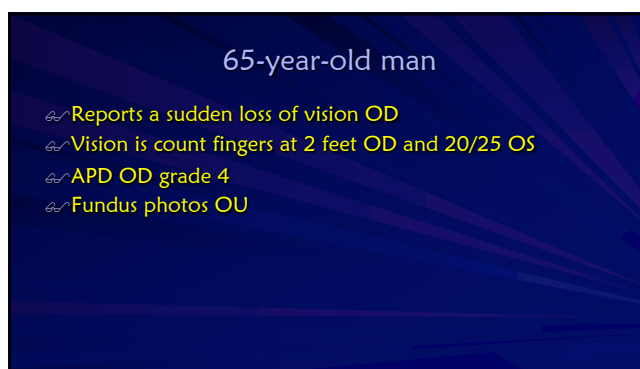 65-year-old man
Reports a sudden loss of vision OD
Vision is count fingers at 2 feet OD and 20/25 OS
APD OD grade 4
Fundus photos OU